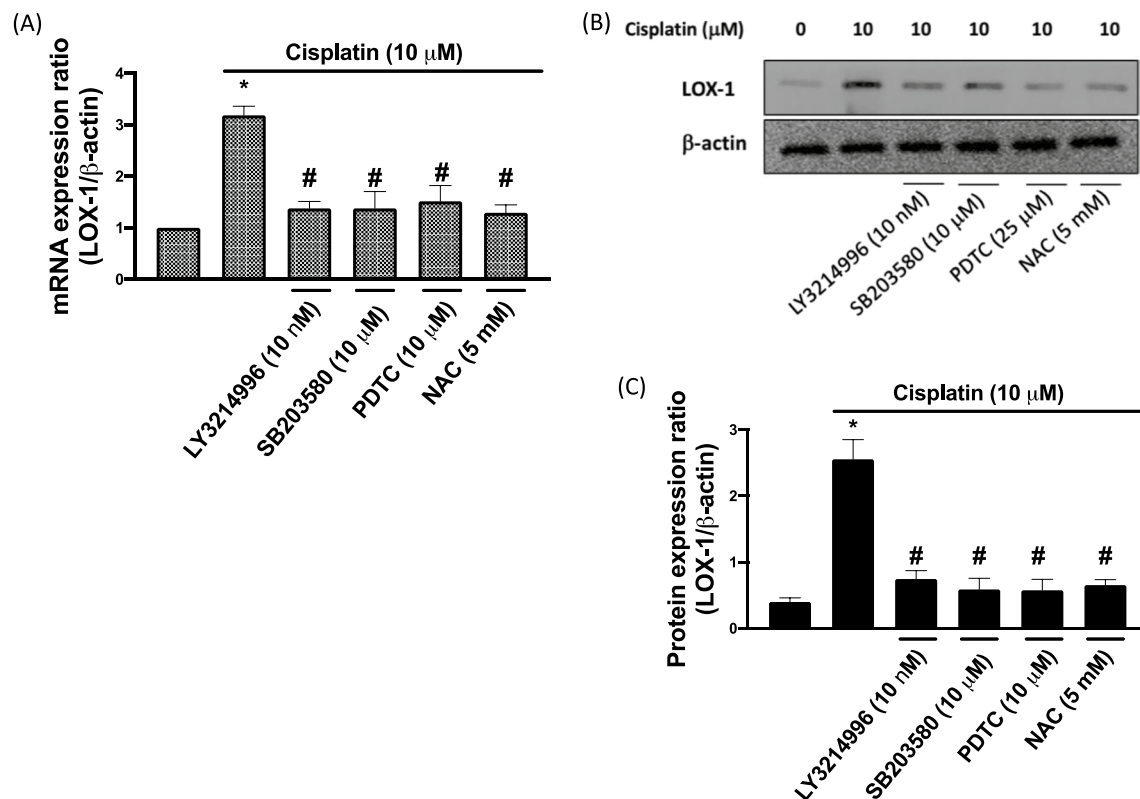 (A)
Cisplatin (10 μM)
mRNA expression ratio
(LOX-1/β-actin)
4
3
2
1
0
*
#
#
#
#
LY3214996 (10 nM)
SB203580 (10 μM)
PDTC (10 μM)
NAC (5 mM)
(B)
Cisplatin (μM) 0 10 10 10 10 10
LOX-1
β-actin
LY3214996 (10 nM)
SB203580 (10 μM)
PDTC (25 μM)
NAC (5 mM)
(C)
Cisplatin (10 μM)
Protein expression ratio
(LOX-1/β-actin)
3
2
1
0
*
#
#
#
#
LY3214996 (10 nM)
SB203580 (10 μM)
PDTC (10 μM)
NAC (5 mM)